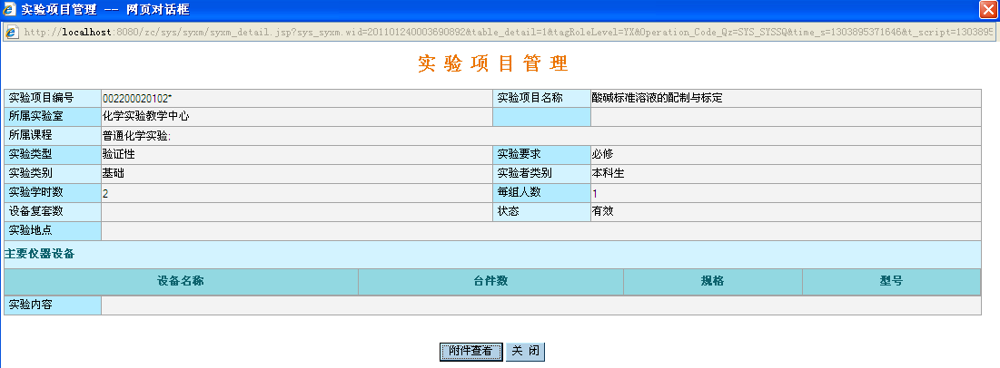 实验项目管理 -- 网页对话框
http://localhost:8080/zc/sys/syxm/syxm_detail.jsp?sys_syxm.wid=201101240003690892&table_detail=1&tagRoleLevel=YX&Operation_Code_Qz=SYS_SYSSQ&time_s=1303895371646&t_script=1303895
实验项目管理
实验项目编号 002200020102* 实验项目名称 酸碱标准溶液的配制与标定
所属实验室 化学实验教学中心
所属课程 普通化学实验;
实验类型 验证性 实验要求 必修
实验类别 基础 实验者类别 本科生
实验学时数 2 每组人数 1
设备复套数 状态 有效
实验地点
主要仪器设备
设备名称 台件数 规格 型号
实验内容
附件查看 关 闭